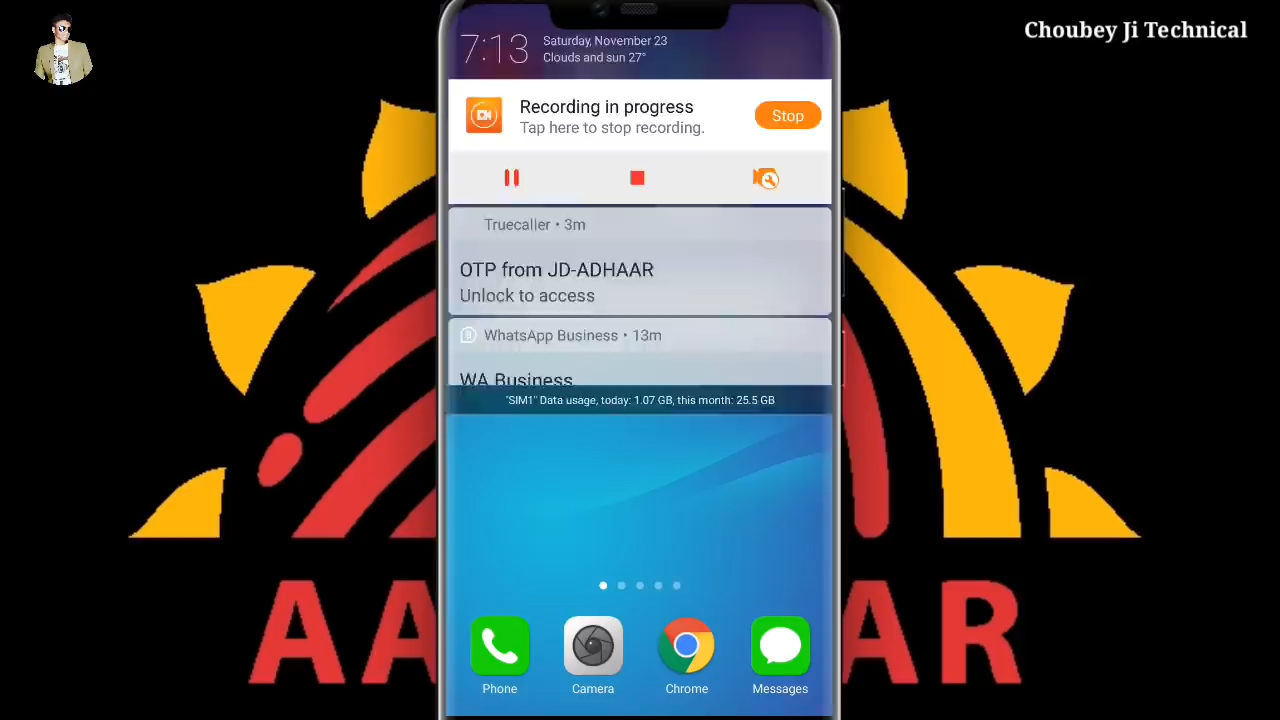 Choubey Ji Technical
7:13
Saturday, November 23
Clouds and sun 27°
Recording in progress
Tap here to stop recording.
Stop
Truecaller • 3m
OTP from JD-ADHAAR
Unlock to access
WhatsApp Business • 13m
WA Business
"SIM1" Data usage, today: 1.07 GB, this month: 25.5 GB
Phone
Camera
Chrome
Messages
AA AR